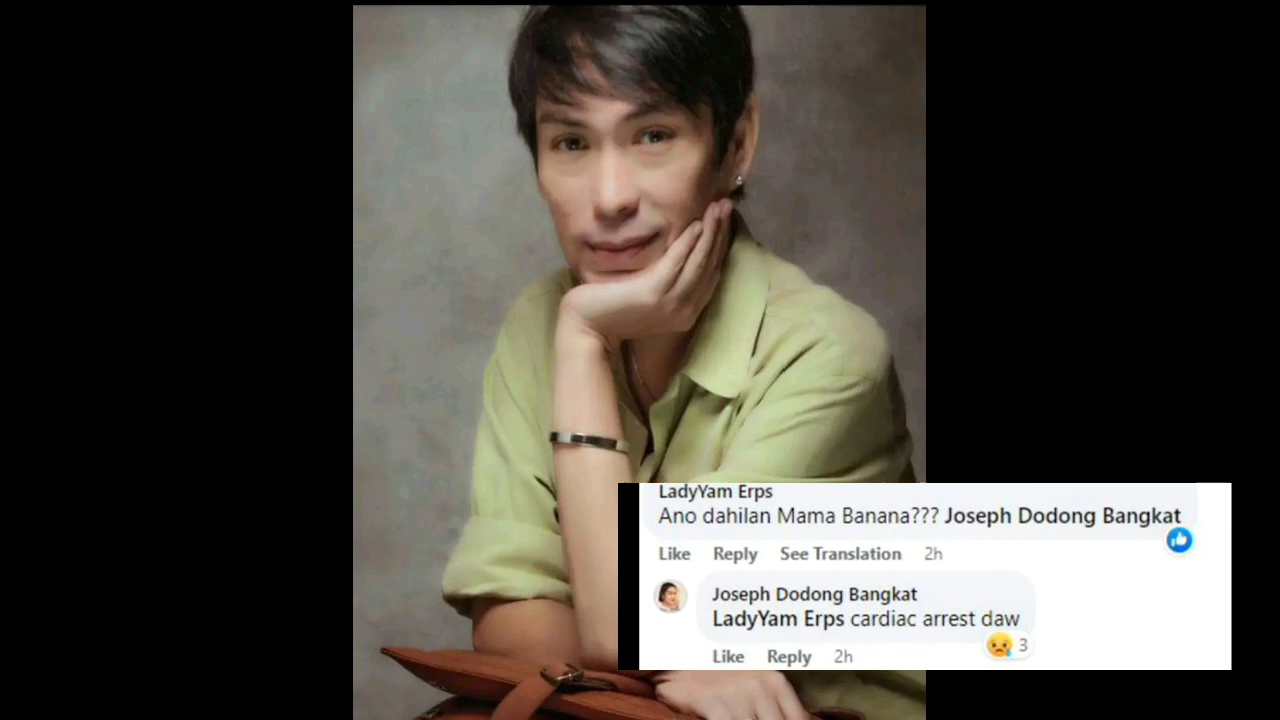 LadyYam Erps
Ano dahilan Mama Banana??? Joseph Dodong Bangkat
Like Reply See Translation 2h
Joseph Dodong Bangkat
LadyYam Erps cardiac arrest daw
3
Like Reply 2h